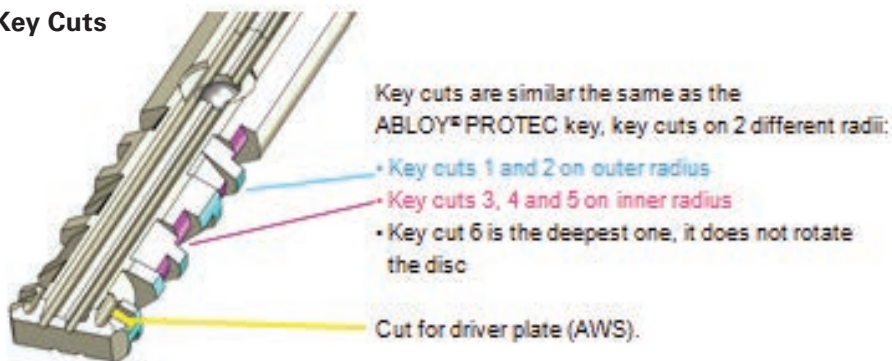 Key Cuts
Key cuts are similar the same as the
ABLOY® PROTEC key, key cuts on 2 different radii:
• Key cuts 1 and 2 on outer radius
• Key cuts 3, 4 and 5 on inner radius
• Key cut 6 is the deepest one, it does not rotate
the disc
Cut for driver plate (AWS).